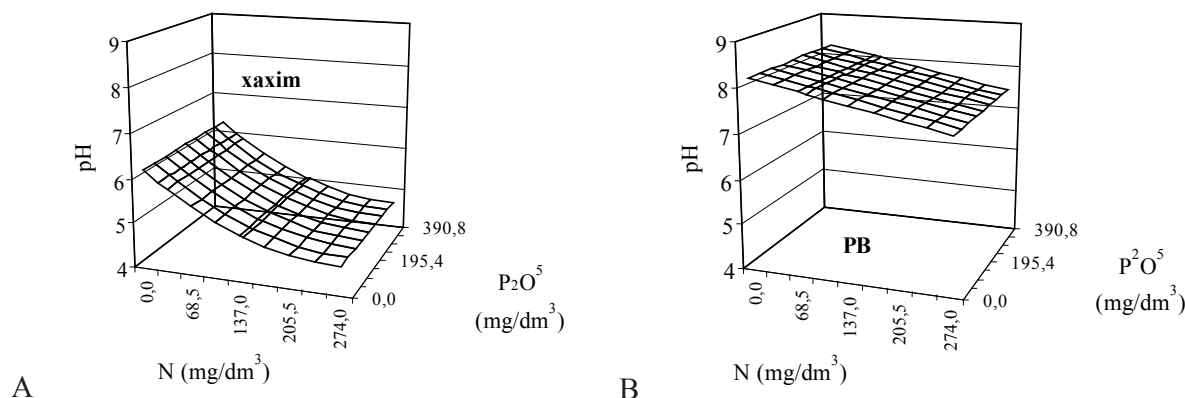 9
8
7
6
5
4
pH
xaxim
0,0
68,5
137,0
205,5
274,0
N (mg/dm³)
390,8
195,4
0,0
P₂O⁵
(mg/dm³)
A
9
8
7
6
5
4
pH
PB
0,0
68,5
137,0
205,5
274,0
N (mg/dm³)
390,8
195,4
0,0
P²O⁵
(mg/dm³)
B